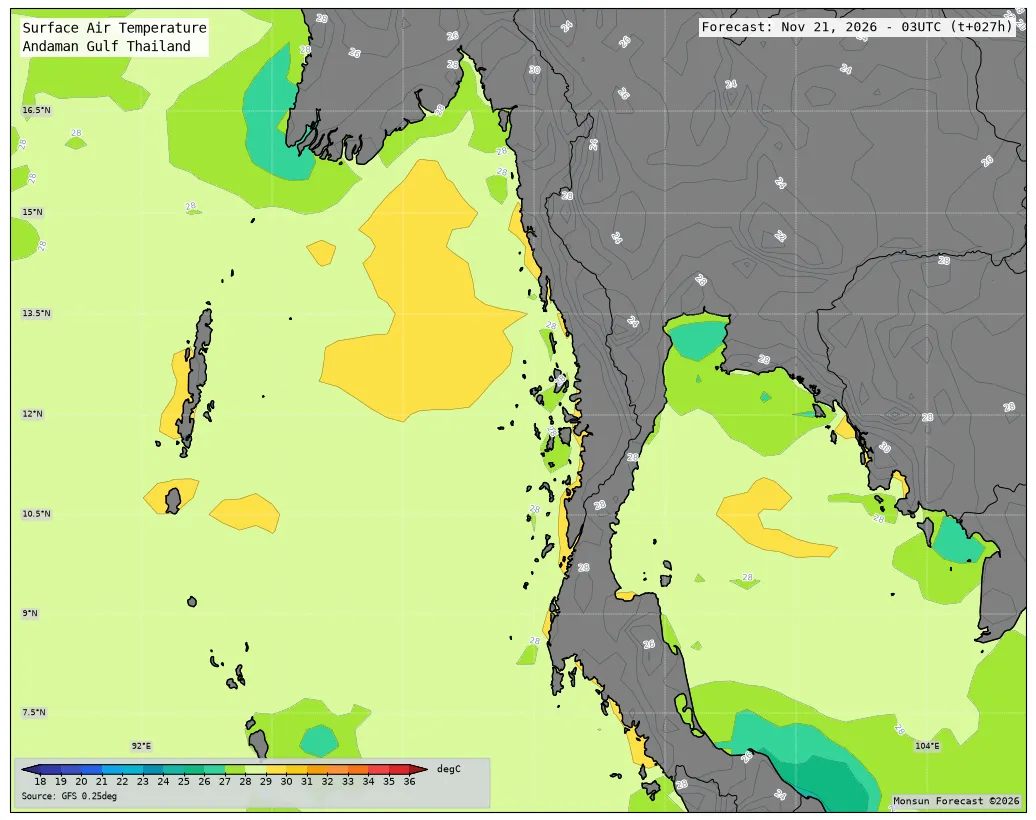 Surface Air Temperature
Andaman Gulf Thailand
Forecast: Nov 21, 2026 - 03UTC (t+027h)
16.5°N
15°N
13.5°N
12°N
10.5°N
9°N
7.5°N
92°E
104°E
18 19 20 21 22 23 24 25 26 27 28 29 30 31 32 33 34 35 36
degC
Source: GFS 0.25deg
Monsun Forecast ©2026